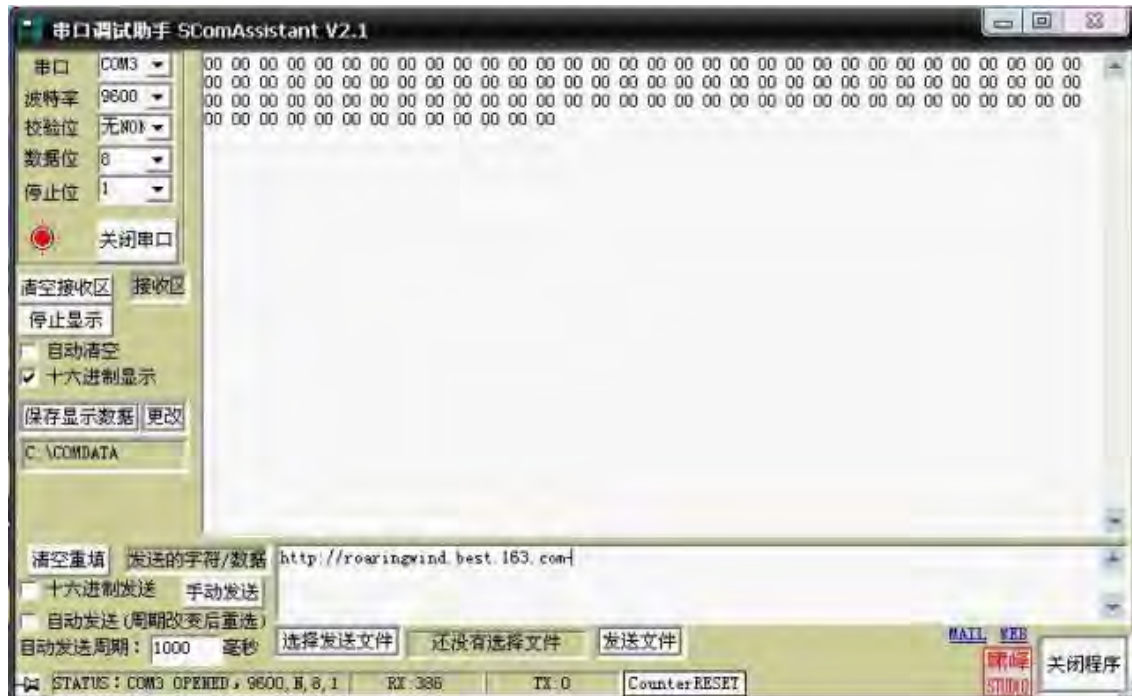 串口调试助手 SComAssistant V2.1
串口 COM3
波特率 9600
校验位 无NON
数据位 8
停止位 1
关闭串口
清空接收区 接收区
停止显示
自动清空
十六进制显示
保存显示数据 更改
C:\COMDATA
00 00 00 00 00 00 00 00 00 00 00 00 00 00 00 00 00 00 00 00 00 00 00 00 00 00 00 00 00 00 00 00
00 00 00 00 00 00 00 00 00 00 00 00 00 00 00 00 00 00 00 00 00 00 00 00 00 00 00 00 00 00 00 00
00 00 00 00 00 00 00 00 00 00 00 00 00 00 00 00 00 00 00 00 00 00 00 00 00 00 00 00 00 00 00 00
00 00 00 00 00 00 00 00 00 00 00 00 00
清空重填 发送的字符/数据 http://roaringwind.best.163.com
十六进制发送 手动发送
自动发送(周期改变后重选)
自动发送周期: 1000 毫秒 选择发送文件 还没有选择文件 发送文件
MAIL WEB
STATUS: COM3 OPENED, 9600,N,8,1 RX:386 TX:0 CounterRESET
STUDIO
关闭程序